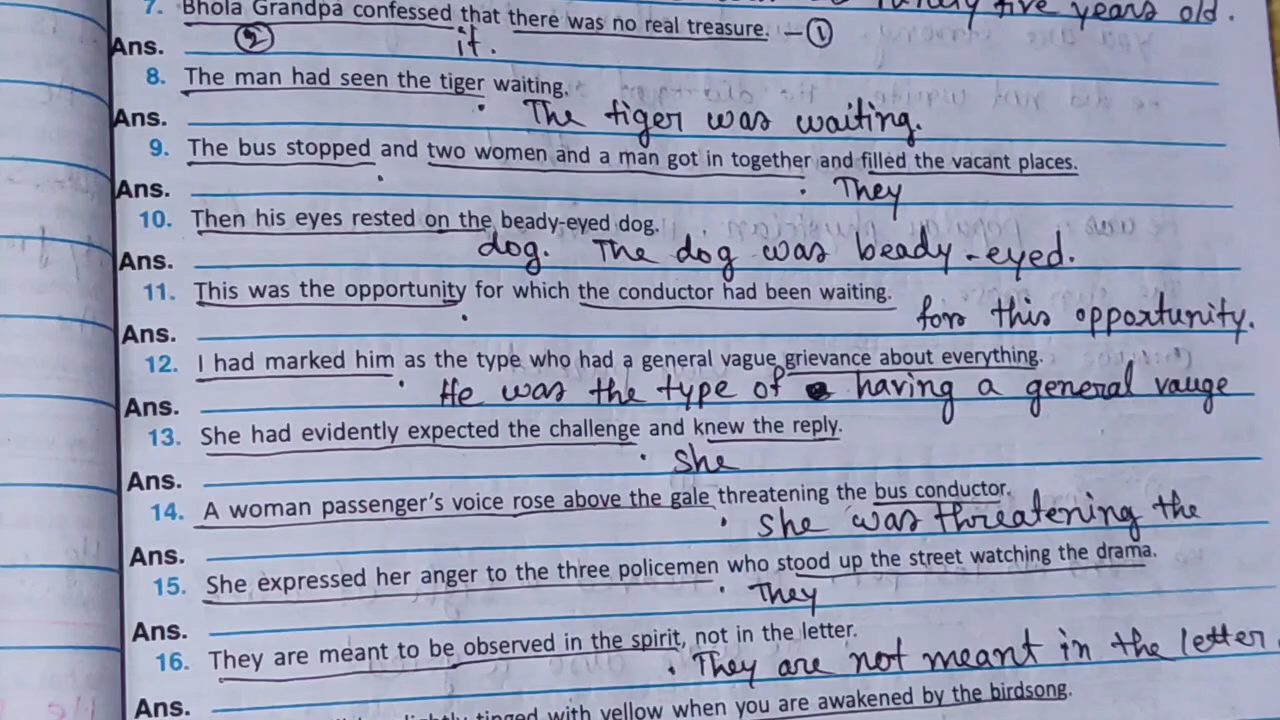 five years old.
7. Bhola Grandpa confessed that there was no real treasure. - ①
Ans. ② it.
8. The man had seen the tiger waiting.
Ans. . The tiger was waiting.
9. The bus stopped and two women and a man got in together and filled the vacant places.
Ans. . . They
10. Then his eyes rested on the beady-eyed dog.
Ans. dog. The dog was beady-eyed.
11. This was the opportunity for which the conductor had been waiting.
Ans. . for this opportunity.
12. I had marked him as the type who had a general vague grievance about everything.
Ans. . He was the type of having a general vauge
13. She had evidently expected the challenge and knew the reply.
Ans. . She
14. A woman passenger's voice rose above the gale threatening the bus conductor.
Ans. . She was threatening the
15. She expressed her anger to the three policemen who stood up the street watching the drama.
Ans. . They
16. They are meant to be observed in the spirit, not in the letter.
Ans. . They are not meant in the letter.
tinged with yellow when you are awakened by the birdsong.